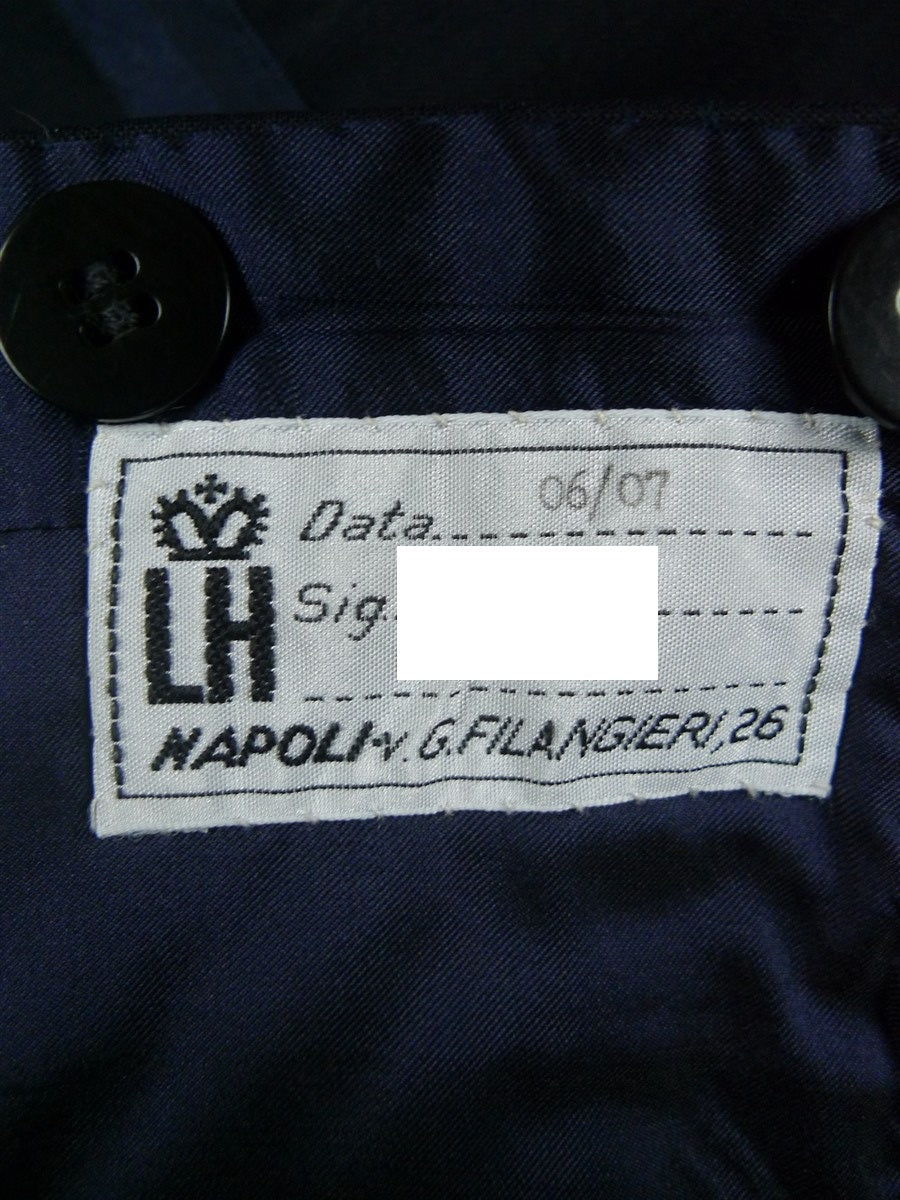 Data 06/07
Sig.
LH
NAPOLI-v. G.FILANGIERI,26